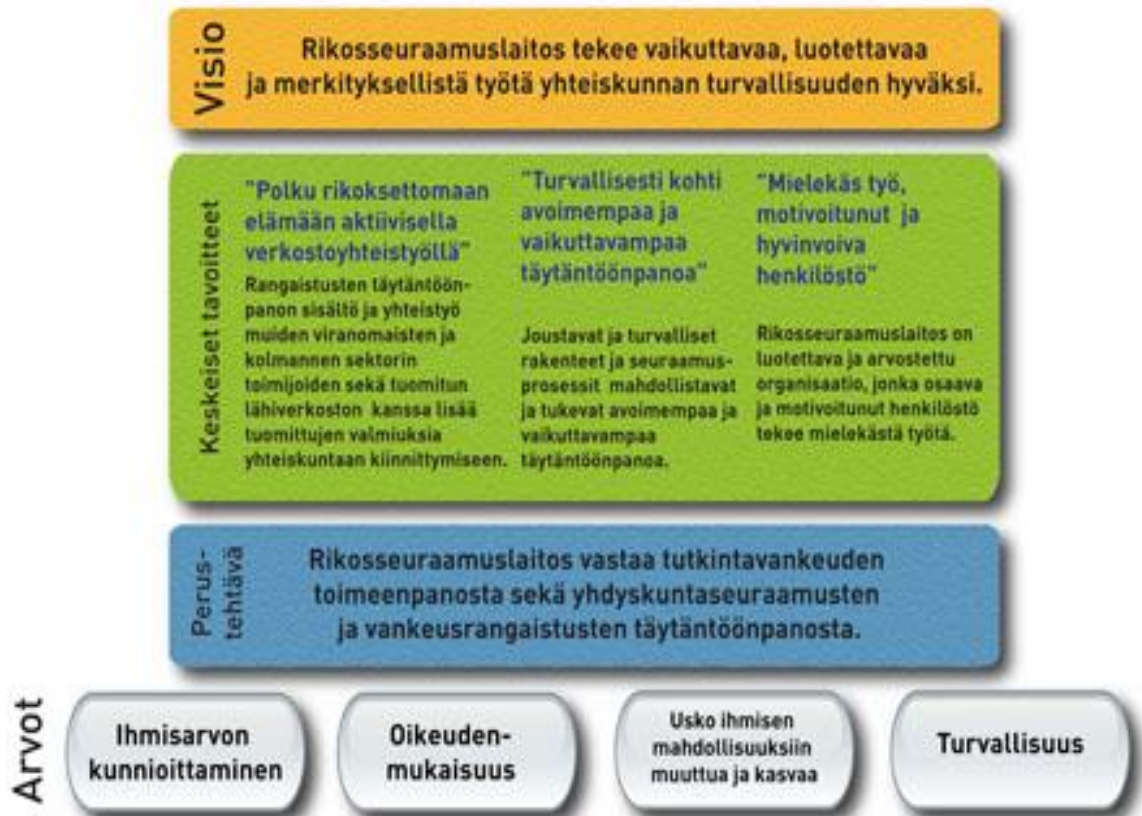 Visio
Rikosseuraamuslaitos tekee vaikuttavaa, luotettavaa
ja merkityksellistä työtä yhteiskunnan turvallisuuden hyväksi.
Keskeiset tavoitteet
"Polku rikoksettomaan
elämään aktiivisella
verkostoyhteistyöllä"
Rangaistusten täytäntöön-
panon sisältö ja yhteistyö
muiden viranomaisten ja
kolmannen sektorin
toimijoiden sekä tuomitun
lähiverkoston kanssa lisää
tuomittujen valmiuksia
yhteiskuntaan kiinnittymiseen.
"Turvallisesti kohti
avoimempaa ja
vaikuttavampaa
täytäntöönpanoa"
Joustavat ja turvalliset
rakenteet ja seuraamus-
prosessit mahdollistavat
ja tukevat avoimempaa ja
vaikuttavampaa
täytäntöönpanoa.
"Mielekäs työ,
motivoitunut ja
hyvinvoiva
henkilöstö"
Rikosseuraamuslaitos on
luotettava ja arvostettu
organisaatio, jonka osaava
ja motivoitunut henkilöstö
tekee mielekästä työtä.
Perus-
tehtävä
Rikosseuraamuslaitos vastaa tutkintavankeuden
toimeenpanosta sekä yhdyskuntaseuraamusten
ja vankeusrangaistusten täytäntöönpanosta.
Arvot
Ihmisarvon
kunnioittaminen
Oikeuden-
mukaisuus
Usko ihmisen
mahdollisuuksiin
muuttua ja kasvaa
Turvallisuus